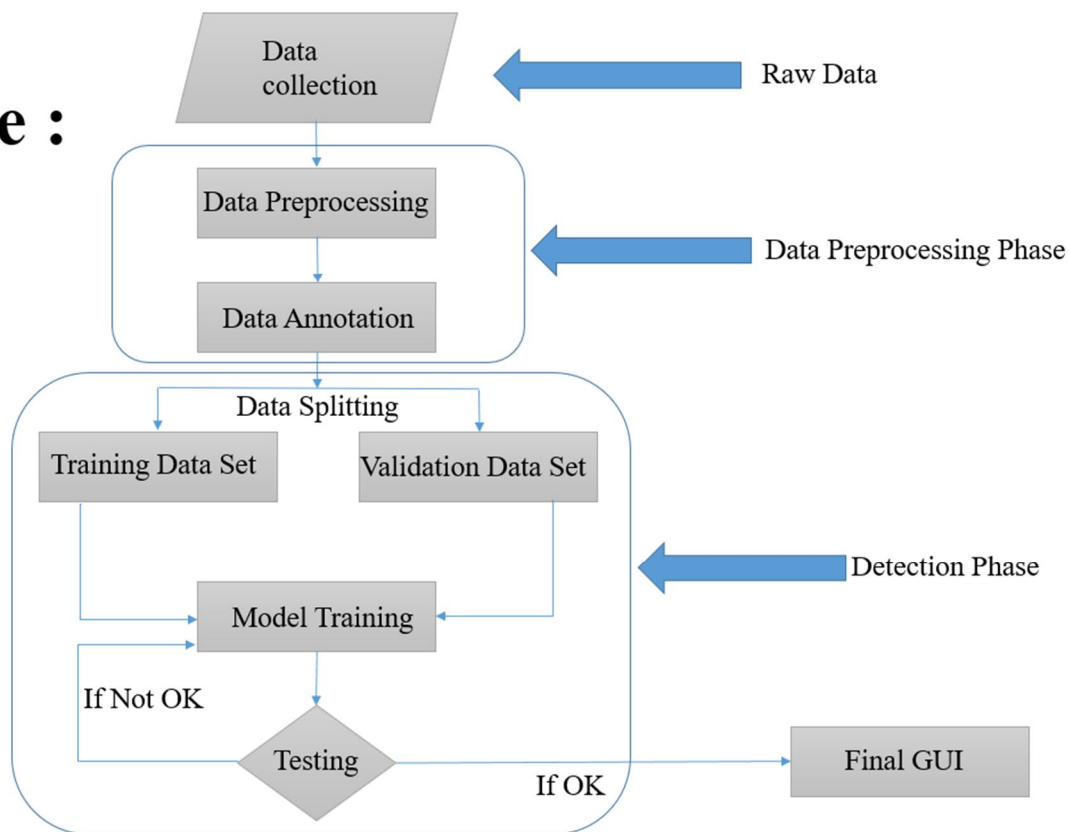 Data
collection
Raw Data
e :
Data Preprocessing
Data Preprocessing Phase
Data Annotation
Data Splitting
Training Data Set
Validation Data Set
Detection Phase
Model Training
If Not OK
Testing
If OK
Final GUI